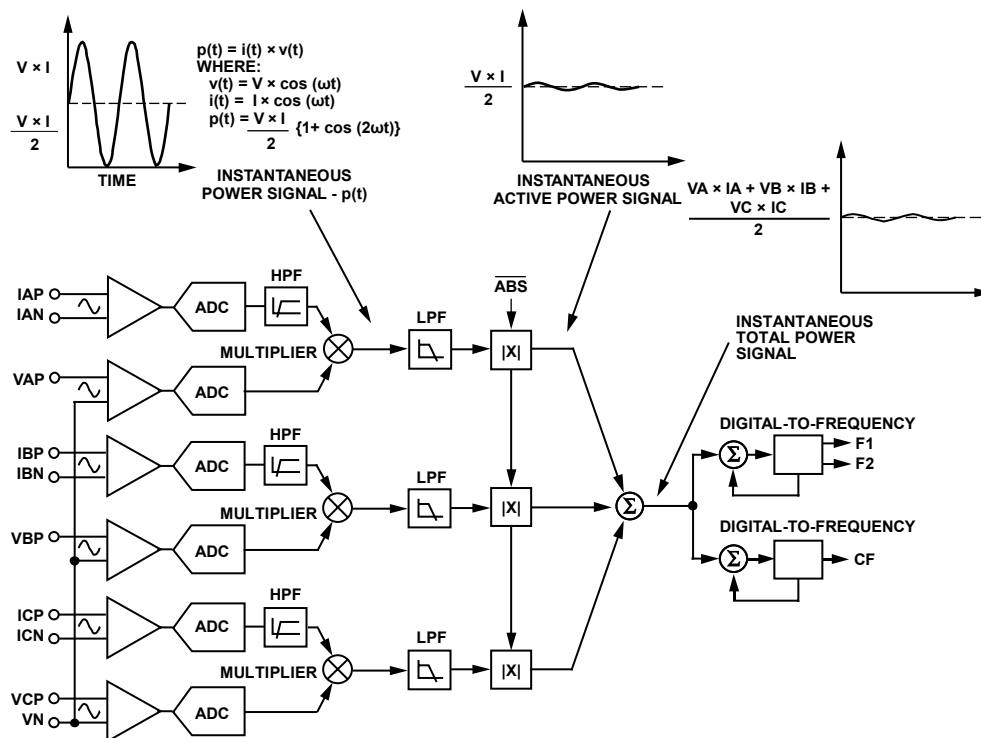 V × I
V × I
2
TIME
p(t) = i(t) × v(t)
WHERE:
v(t) = V × cos (ωt)
i(t) = I × cos (ωt)
p(t) = V × I
2
{1+ cos (2ωt)}
INSTANTANEOUS
POWER SIGNAL - p(t)
V × I
2
INSTANTANEOUS
ACTIVE POWER SIGNAL
VA × IA + VB × IB +
VC × IC
2
INSTANTANEOUS
TOTAL POWER
SIGNAL
IAP
IAN
ADC
HPF
MULTIPLIER
LPF
ABS
|X|
VAP
ADC
IBP
IBN
ADC
HPF
MULTIPLIER
LPF
|X|
VBP
ADC
ICP
ICN
ADC
HPF
MULTIPLIER
LPF
|X|
VCP
VN
ADC
Σ
DIGITAL-TO-FREQUENCY
Σ
F1
F2
DIGITAL-TO-FREQUENCY
Σ
CF